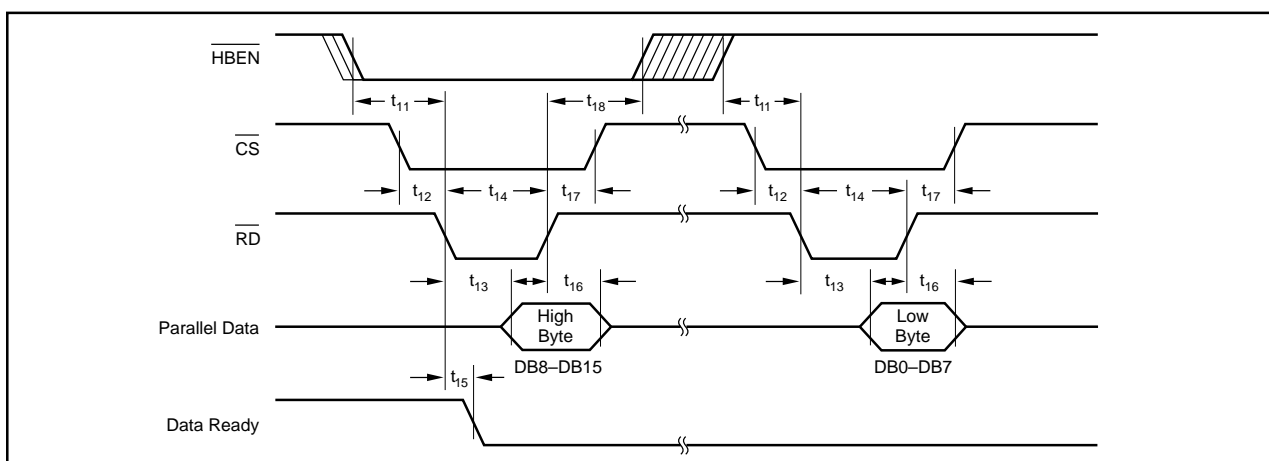 HBEN
t11 t18 t11
CS
t12 t14 t17 t12 t14 t17
RD
t13 t16 t13 t16
Parallel Data High Byte Low Byte
DB8–DB15 DB0–DB7
t15
Data Ready